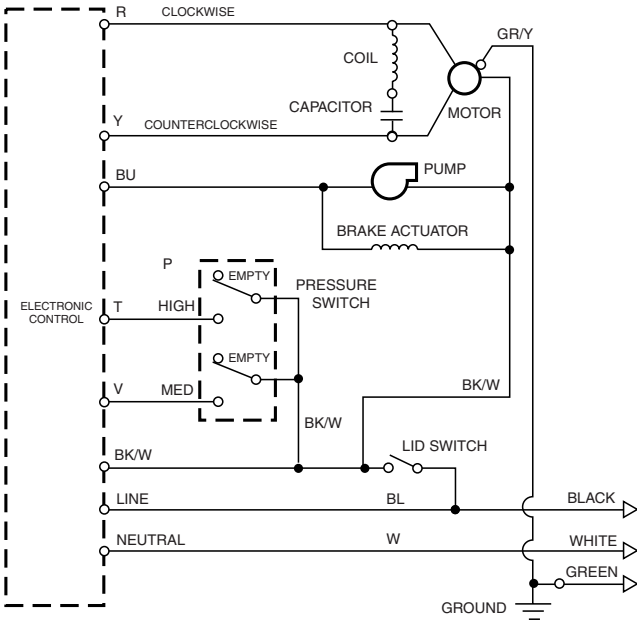 R CLOCKWISE
GR/Y
COIL
CAPACITOR
MOTOR
Y COUNTERCLOCKWISE
BU
PUMP
BRAKE ACTUATOR
P
EMPTY
PRESSURE
SWITCH
ELECTRONIC
CONTROL
T HIGH
EMPTY
V MED
BK/W
BK/W
LID SWITCH
BK/W
LINE BL BLACK
NEUTRAL W WHITE
GREEN
GROUND